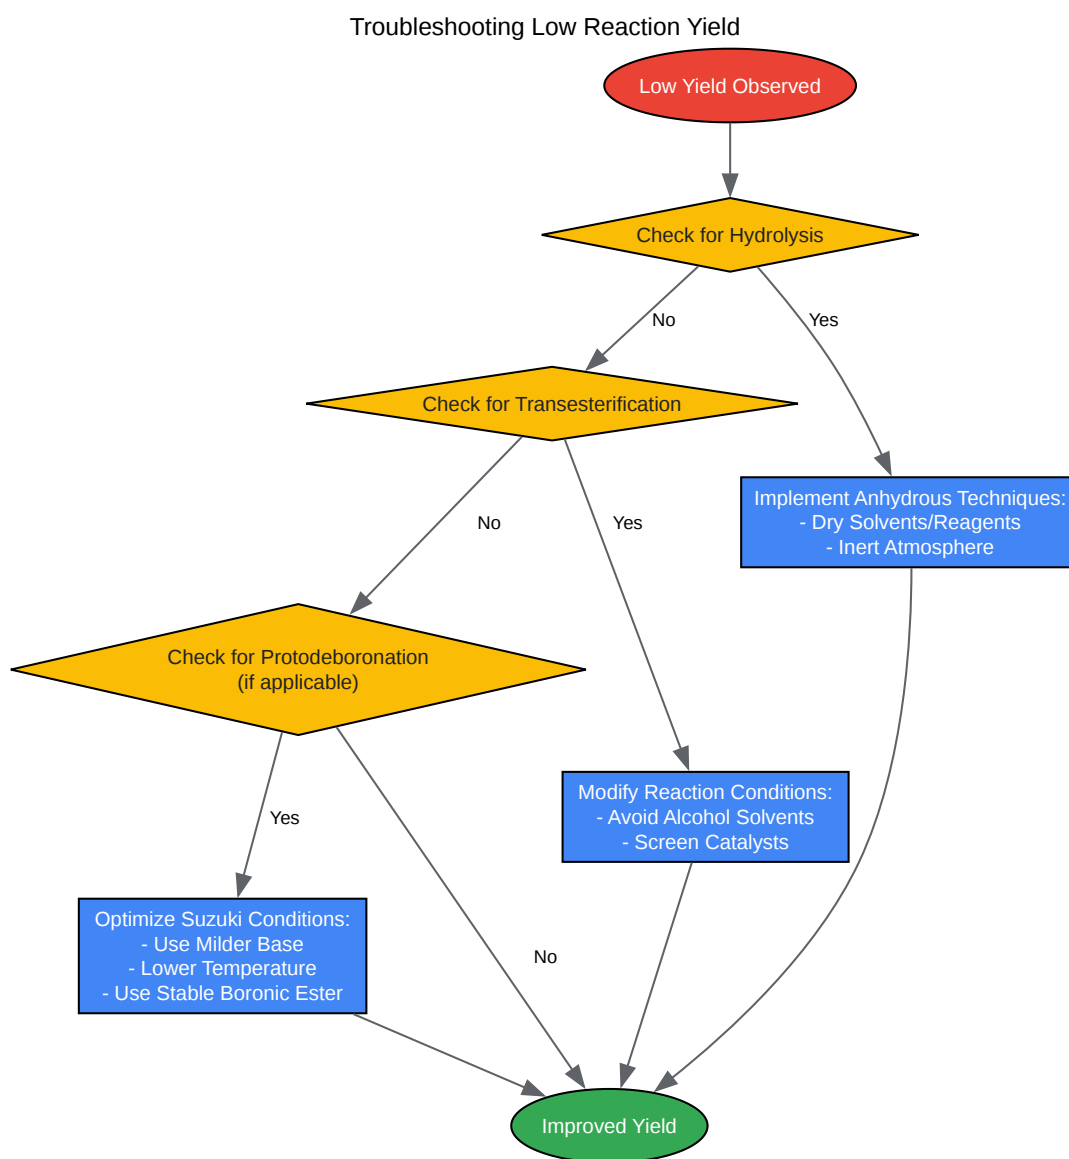 Troubleshooting Low Reaction Yield
Low Yield Observed
Check for Hydrolysis
No
Yes
Check for Transesterification
Implement Anhydrous Techniques:
- Dry Solvents/Reagents
- Inert Atmosphere
No
Yes
Check for Protodeboronation
(if applicable)
Modify Reaction Conditions:
- Avoid Alcohol Solvents
- Screen Catalysts
Yes
Optimize Suzuki Conditions:
- Use Milder Base
- Lower Temperature
- Use Stable Boronic Ester
No
Improved Yield